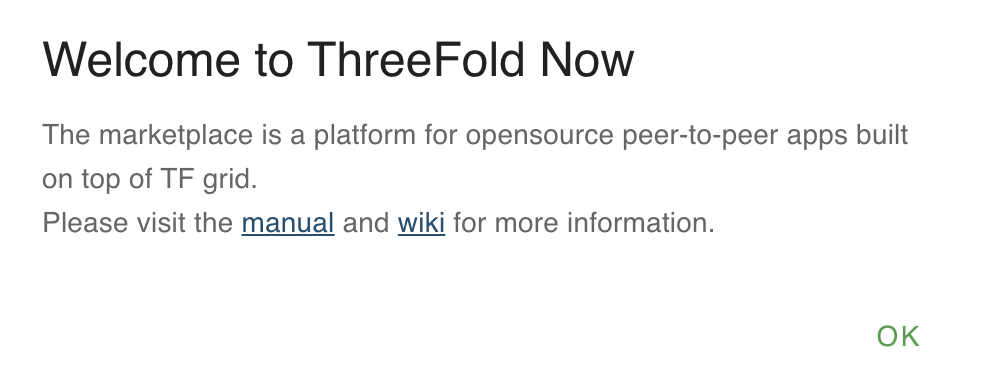 Welcome to ThreeFold Now
The marketplace is a platform for opensource peer-to-peer apps built
on top of TF grid.
Please visit the manual and wiki for more information.
OK